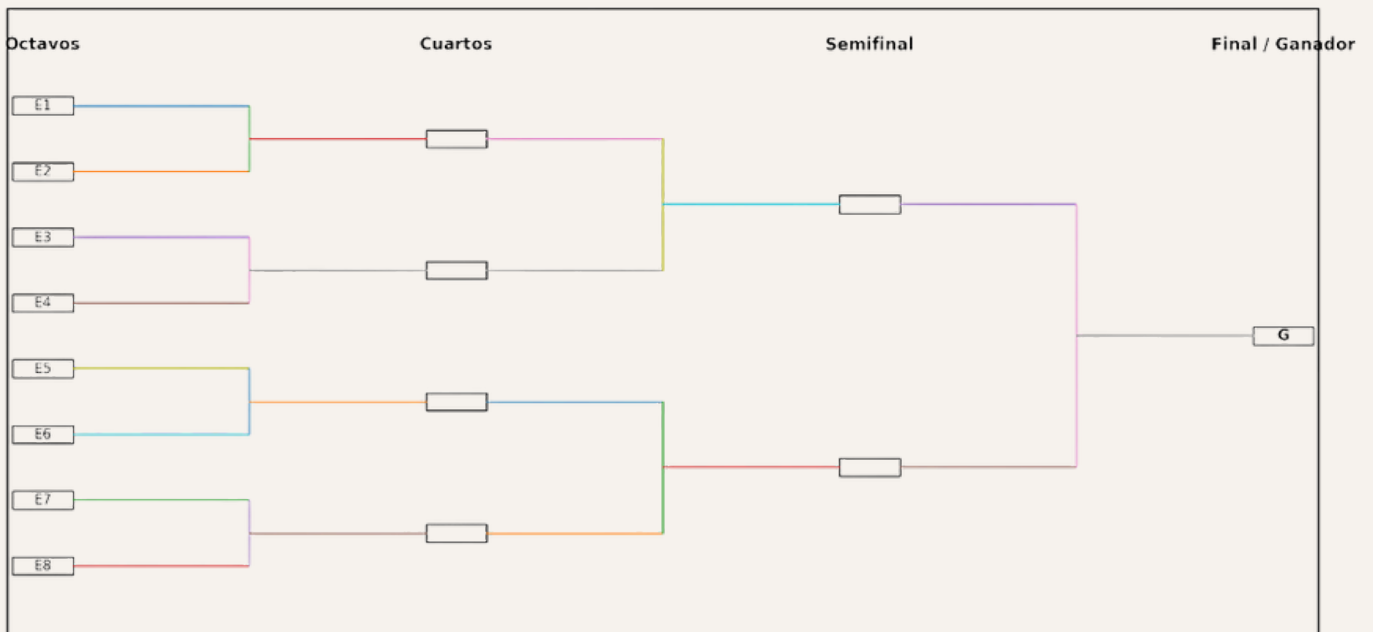 Octavos Cuartos Semifinal Final / Ganador
E1
E2
E3
E4
E5
G
E6
E7
E8